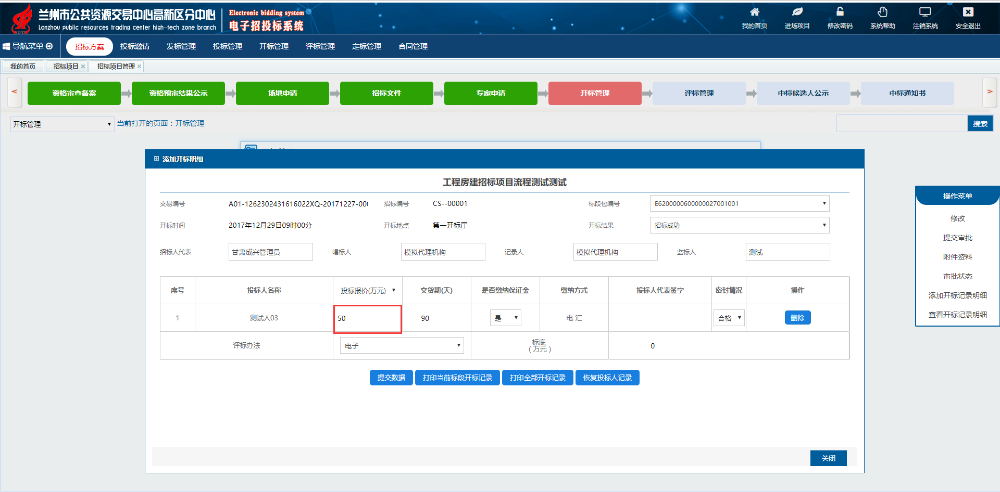 兰州市公共资源交易中心高新区分中心
Lanzhou public resources trading center high-tech zone branch
Electronic bidding system
电子招投标系统
我的首页 进场项目 修改密码 系统帮助 注销系统 安全退出
导航菜单 招标方案 投标邀请 发标管理 投标管理 开标管理 评标管理 定标管理 合同管理
我的首页 招标项目 招标项目管理
< 资格审查备案 资格预审结果公示 场地申请 招标文件 专家申请 开标管理 评标管理 中标候选人公示 中标通知书 >
开标管理 当前打开的页面：开标管理 搜索
添加开标明细
工程房建招标项目流程测试测试
交易编号 A01-1262302431616022XQ-20171227-000 招标编号 CS--00001 标段包编号 E6200000600000027001001
开标时间 2017年12月29日09时00分 开标地点 第一开标厅 开标结果 招标成功
招标人代表 甘肃成兴管理员 唱标人 模拟代理机构 记录人 模拟代理机构 监标人 测试
序号 投标人名称 投标报价(万元) 交货期(天) 是否缴纳保证金 缴纳方式 投标人代表签字 密封情况 操作
1 测试人03 50 90 是 电 汇 合格 删除
评标办法 电子 标底
(万元) 0
提交数据 打印当前标段开标记录 打印全部开标记录 恢复投标人记录
关闭
操作菜单
修改
提交审批
附件资料
审批状态
添加开标记录明细
查看开标记录明细